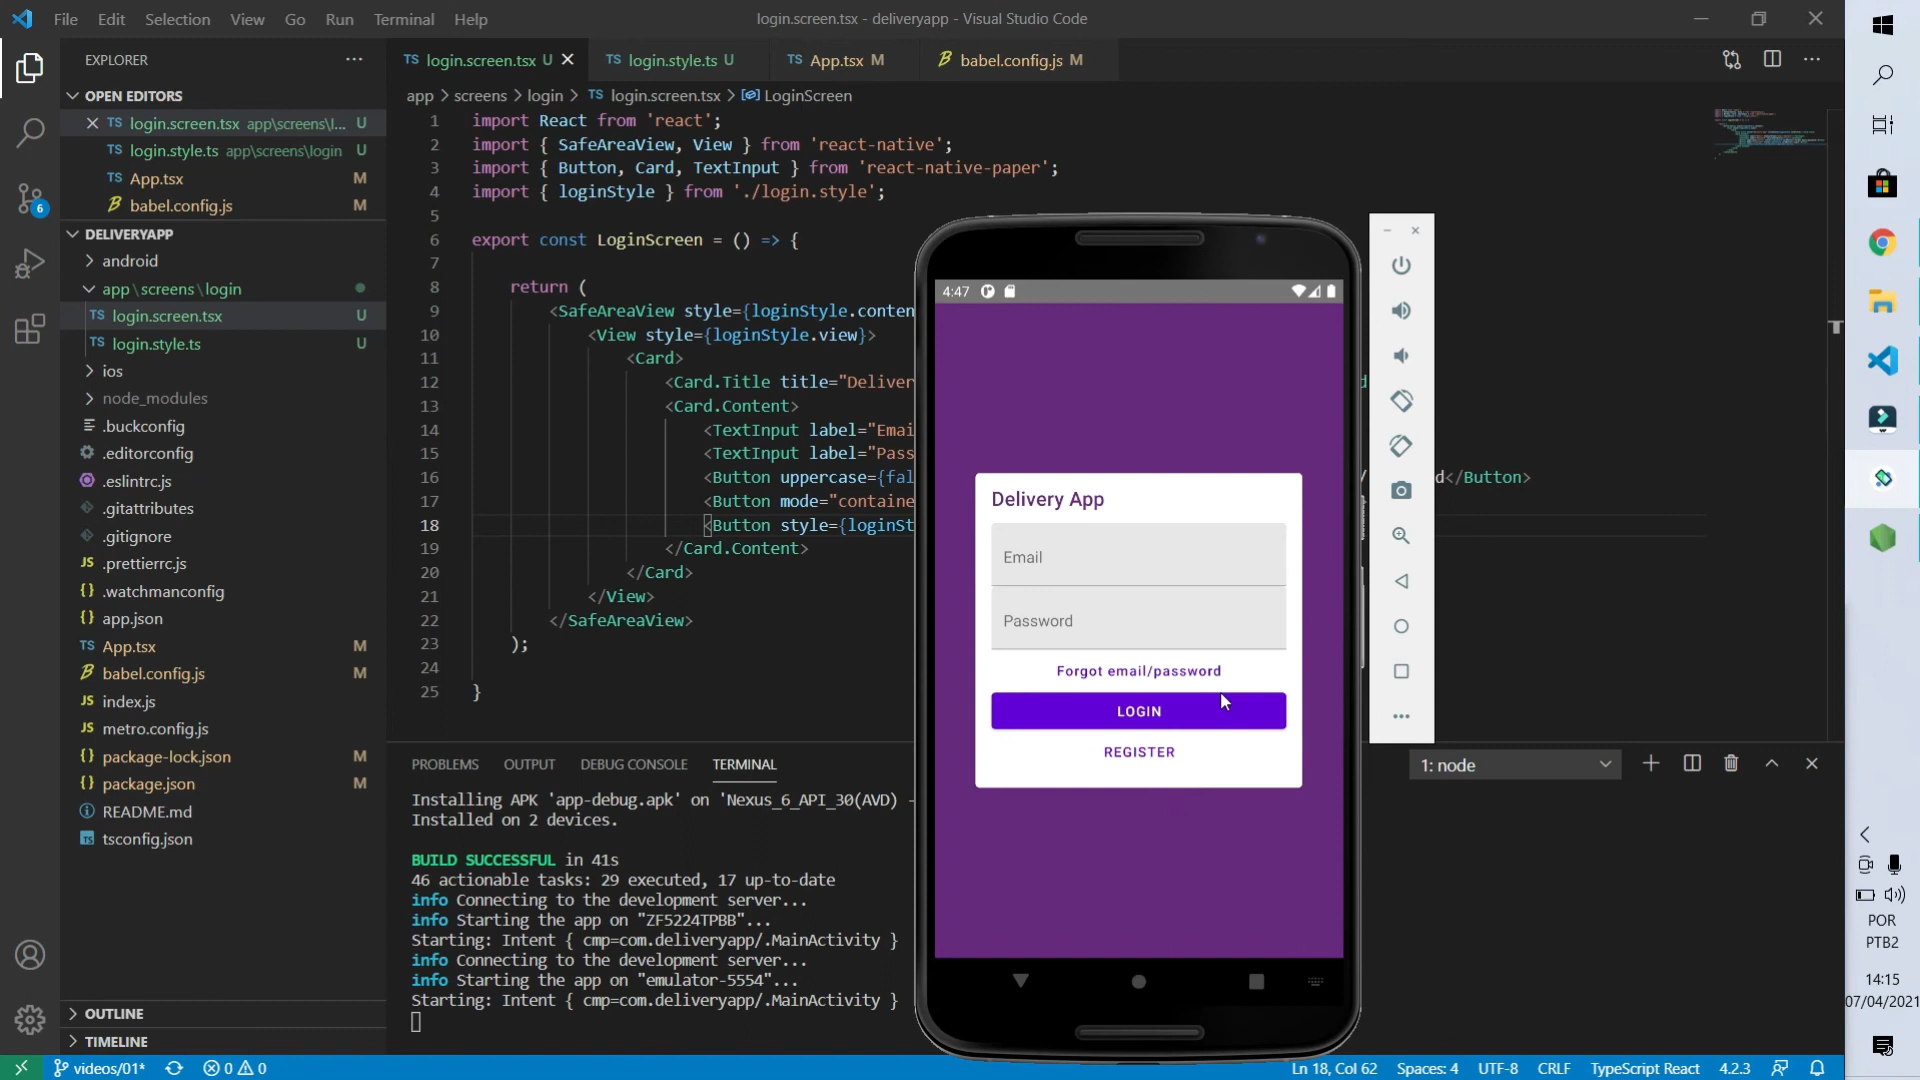 File Edit Selection View Go Run Terminal Help
login.screen.tsx - deliveryapp - Visual Studio Code
EXPLORER
OPEN EDITORS
TS login.screen.tsx app\screens\l... U
TS login.style.ts app\screens\login U
TS App.tsx M
babel.config.js M
DELIVERYAPP
android
app\screens\login
TS login.screen.tsx U
TS login.style.ts U
ios
node_modules
.buckconfig
.editorconfig
.eslintrc.js
.gitattributes
.gitignore
JS .prettierrc.js
{} .watchmanconfig
{} app.json
TS App.tsx M
babel.config.js M
JS index.js
JS metro.config.js
{} package-lock.json M
{} package.json M
README.md
tsconfig.json
OUTLINE
TIMELINE
6
TS login.screen.tsx U
TS login.style.ts U
TS App.tsx M
babel.config.js M
app > screens > login > TS login.screen.tsx > LoginScreen
1 import React from 'react';
2 import { SafeAreaView, View } from 'react-native';
3 import { Button, Card, TextInput } from 'react-native-paper';
4 import { loginStyle } from './login.style';
5
6 export const LoginScreen = () => {
7
8 return (
9 <SafeAreaView style={loginStyle.conten
10 <View style={loginStyle.view}>
11 <Card>
12 <Card.Title title="Deliver
13 <Card.Content>
14 <TextInput label="Emai
15 <TextInput label="Pass
16 <Button uppercase={fal d</Button>
17 <Button mode="containe
18 <Button style={loginSt
19 </Card.Content>
20 </Card>
21 </View>
22 </SafeAreaView>
23 );
24
25 }
4:47
Delivery App
Email
Password
Forgot email/password
LOGIN
REGISTER
PROBLEMS OUTPUT DEBUG CONSOLE TERMINAL
1: node
Installing APK 'app-debug.apk' on 'Nexus_6_API_30(AVD) -
Installed on 2 devices.
BUILD SUCCESSFUL in 41s
46 actionable tasks: 29 executed, 17 up-to-date
info Connecting to the development server...
info Starting the app on "ZF5224TPBB"...
Starting: Intent { cmp=com.deliveryapp/.MainActivity }
info Connecting to the development server...
info Starting the app on "emulator-5554"...
Starting: Intent { cmp=com.deliveryapp/.MainActivity }
videos/01* 0 0
Ln 18, Col 62 Spaces: 4 UTF-8 CRLF TypeScript React 4.2.3
POR
PTB2
14:15
07/04/2021